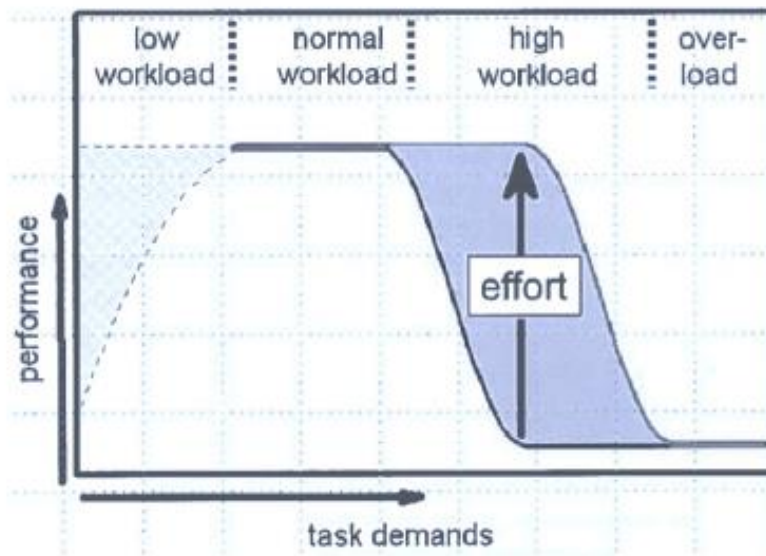 low
workload
normal
workload
high
workload
over-
load
performance
effort
task demands